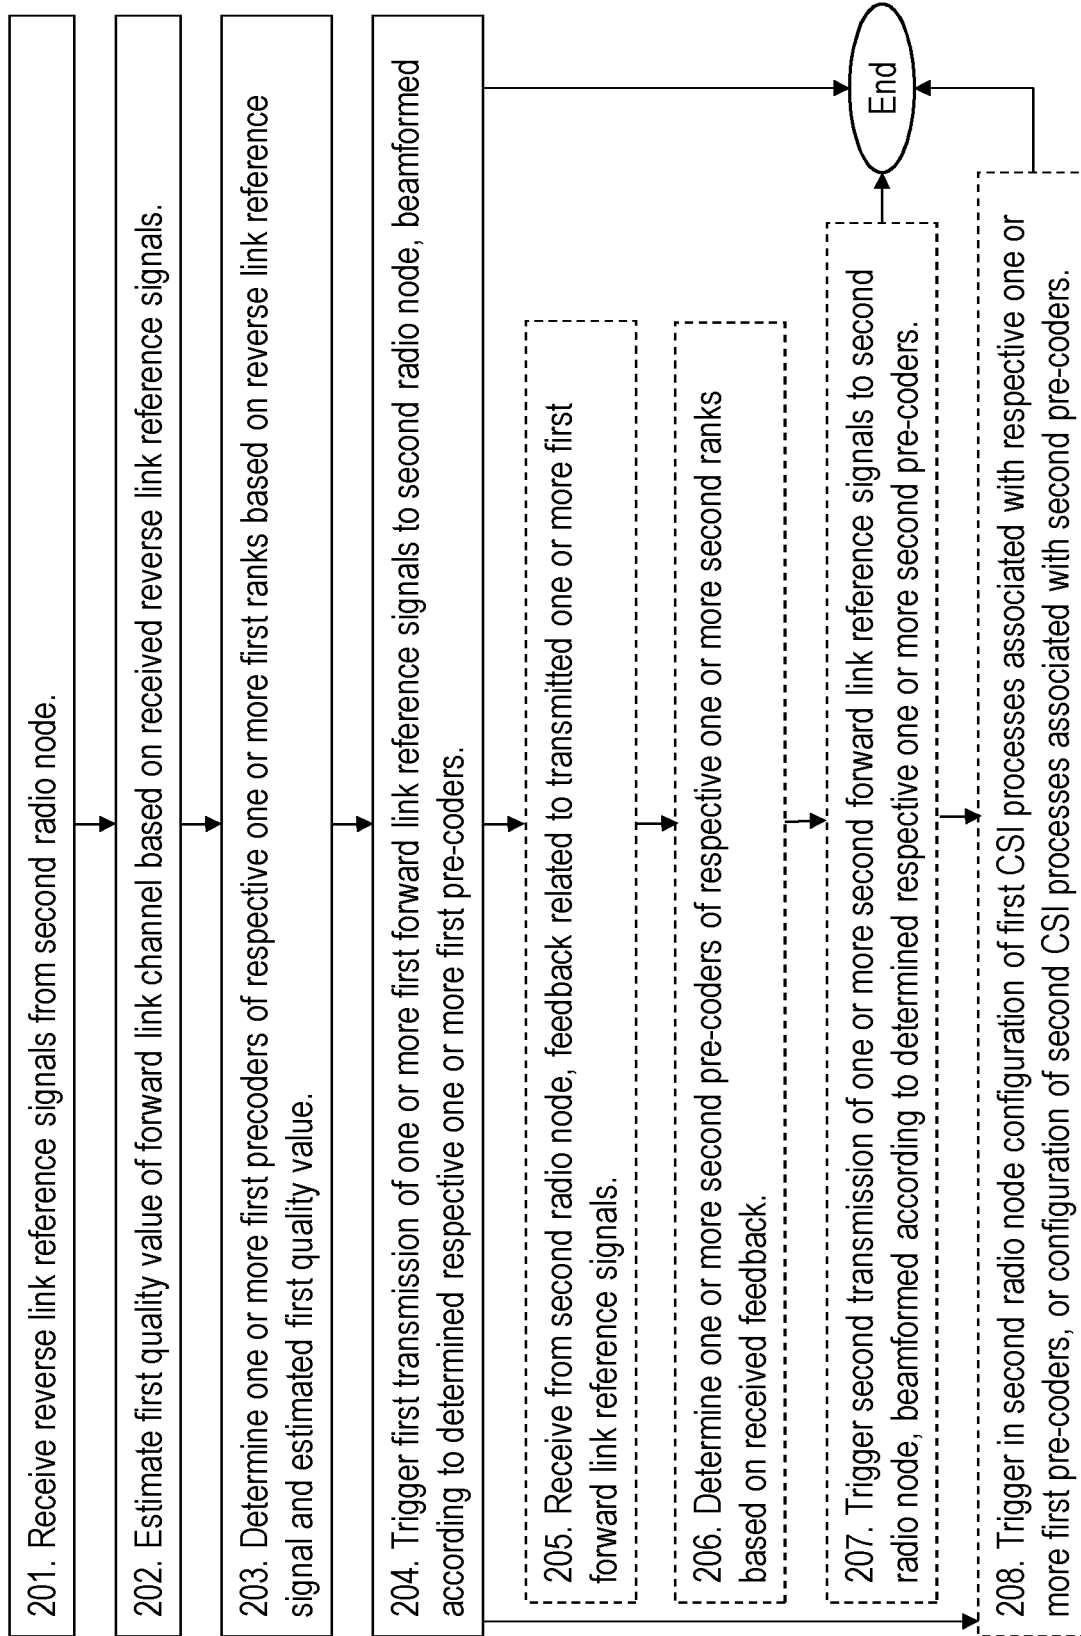 201. Receive reverse link reference signals from second radio node.
202. Estimate first quality value of forward link channel based on received reverse link reference signals.
203. Determine one or more first precoders of respective one or more first ranks based on reverse link reference
signal and estimated first quality value.
204. Trigger first transmission of one or more first forward link reference signals to second radio node, beamformed
according to determined respective one or more first pre-coders.
205. Receive from second radio node, feedback related to transmitted one or more first
forward link reference signals.
206. Determine one or more second pre-coders of respective one or more second ranks
based on received feedback.
207. Trigger second transmission of one or more second forward link reference signals to second
radio node, beamformed according to determined respective one or more second pre-coders.
End
208. Trigger in second radio node configuration of first CSI processes associated with respective one or
more first pre-coders, or configuration of second CSI processes associated with second pre-coders.